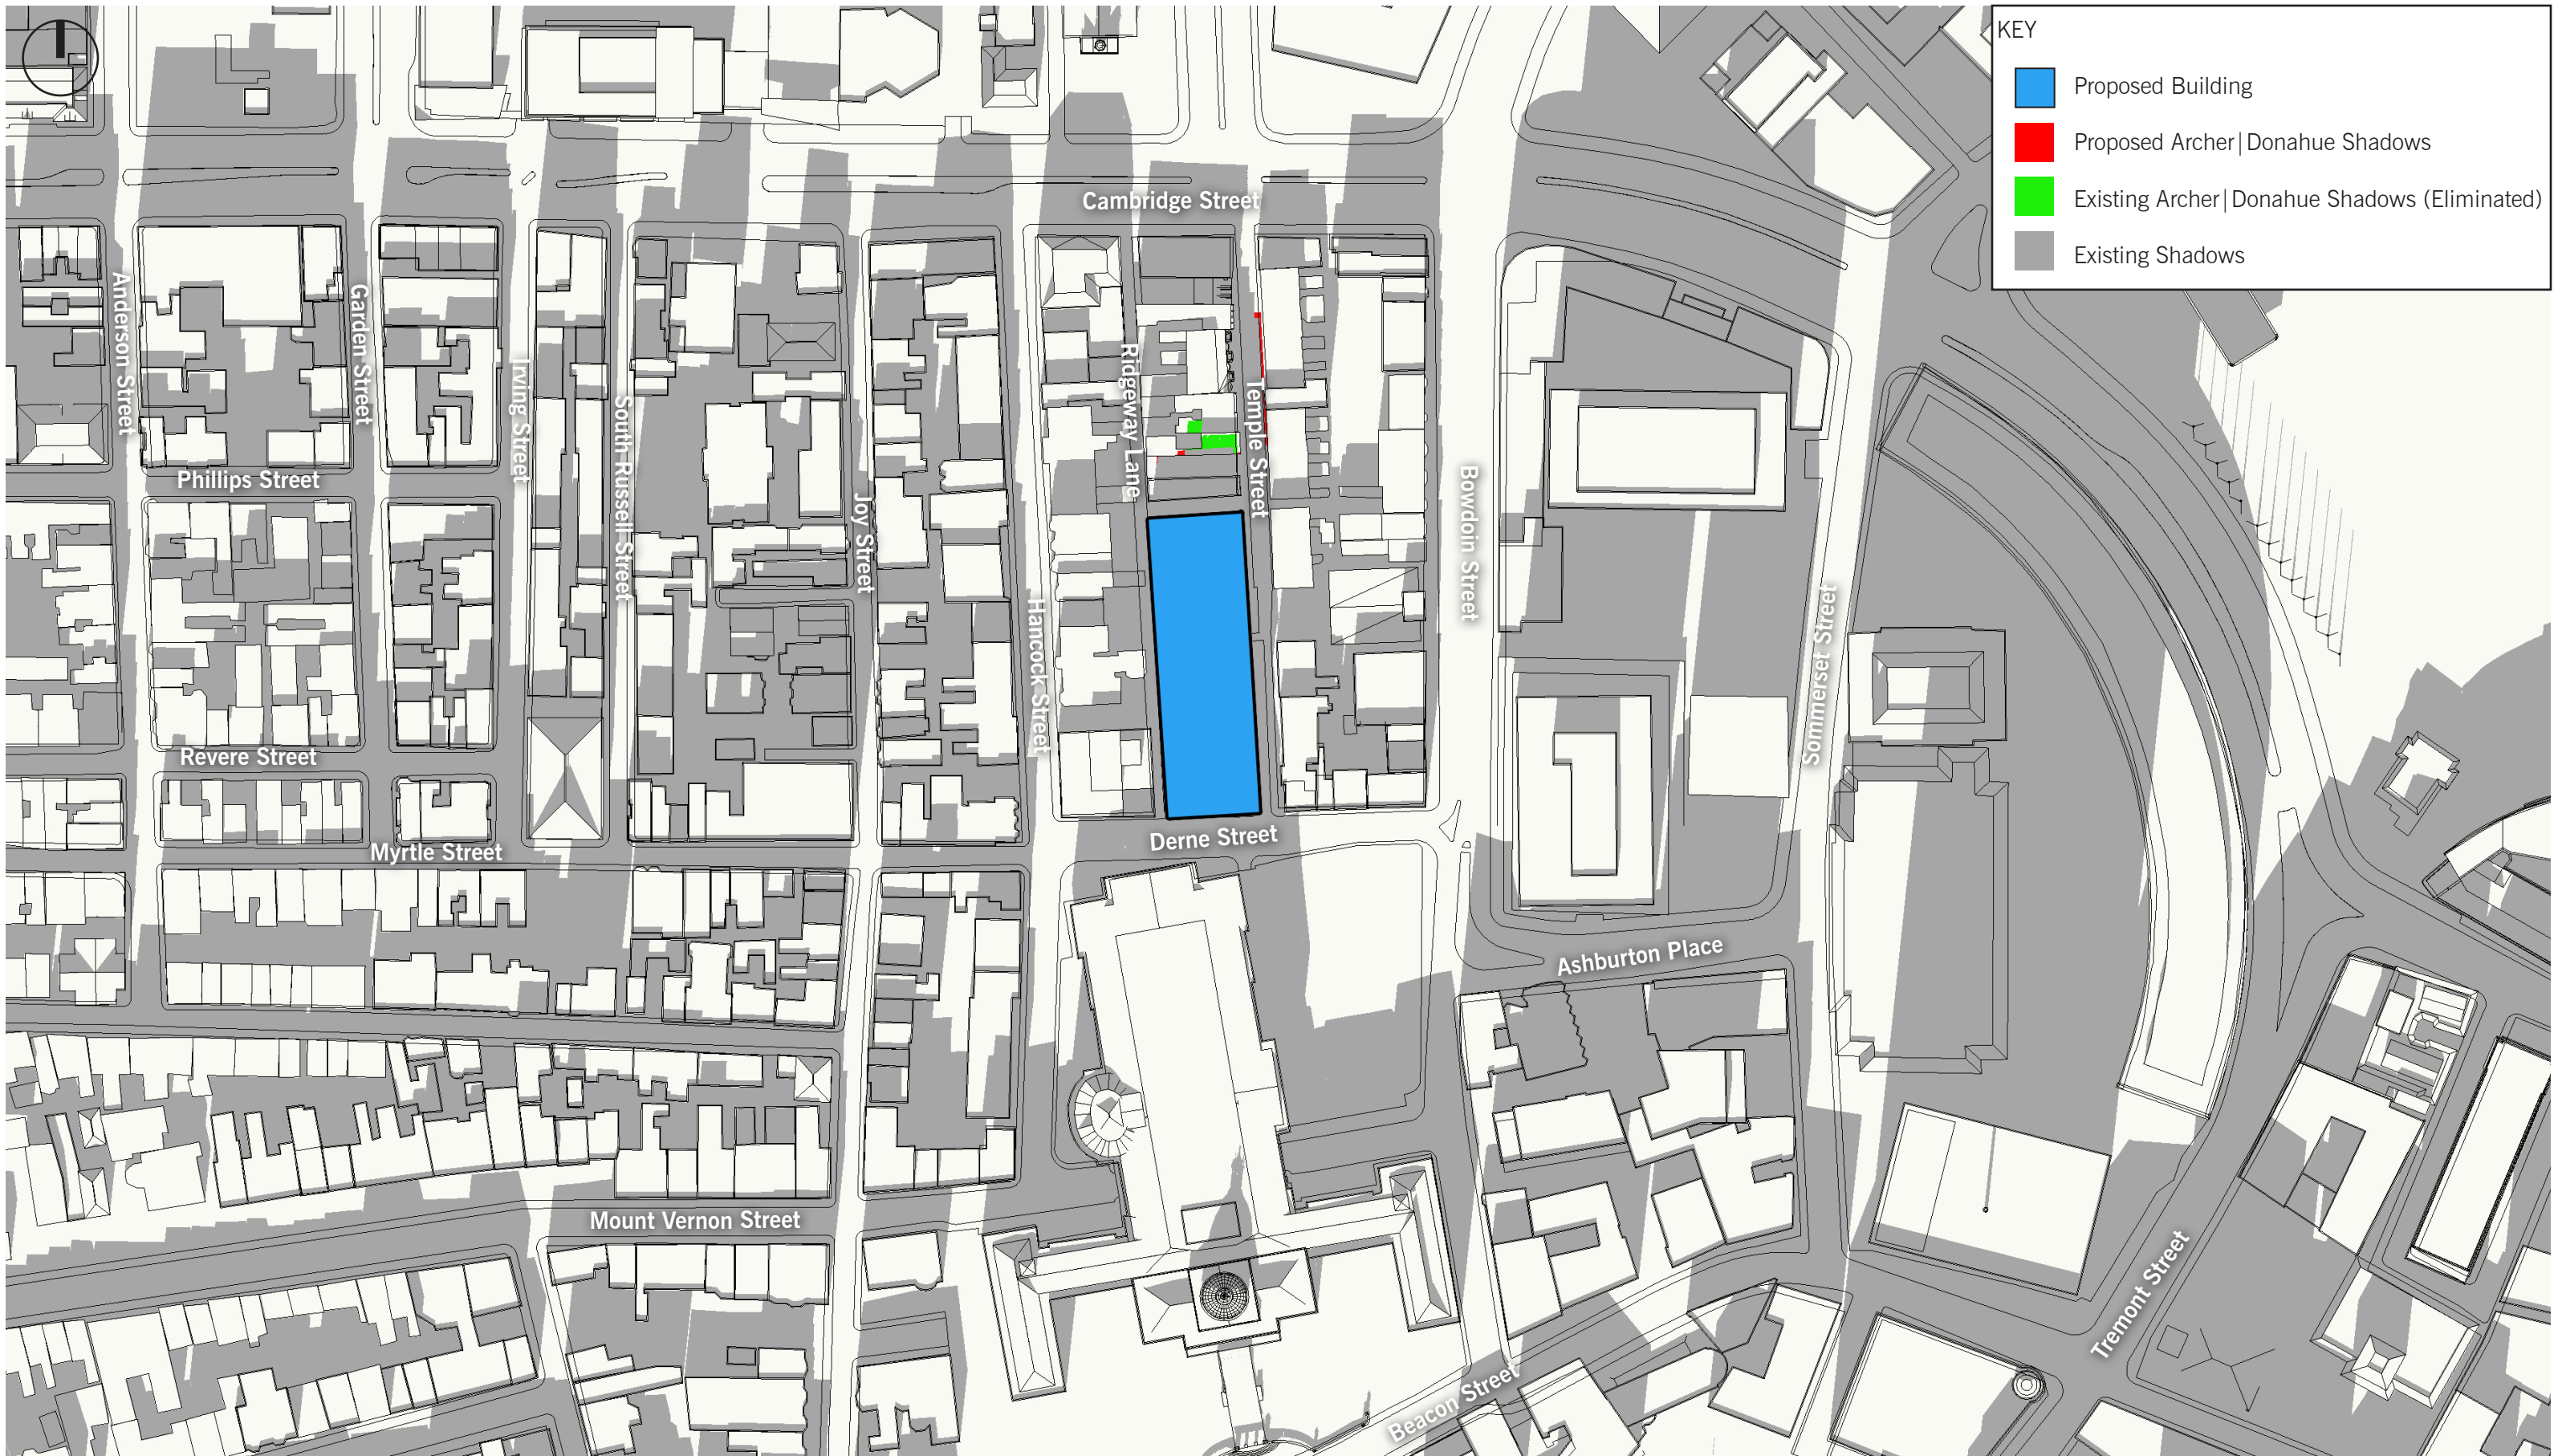 KEY
Proposed Building
Proposed Archer|Donahue Shadows
Existing Archer|Donahue Shadows (Eliminated)
Existing Shadows
Cambridge Street
Anderson Street
Garden Street
Irving Street
South Russell Street
Joy Street
Hancock Street
Ridgeway Lane
Temple Street
Bowdoin Street
Sommerset Street
Phillips Street
Revere Street
Myrtle Street
Derne Street
Ashburton Place
Mount Vernon Street
Beacon Street
Tremont Street